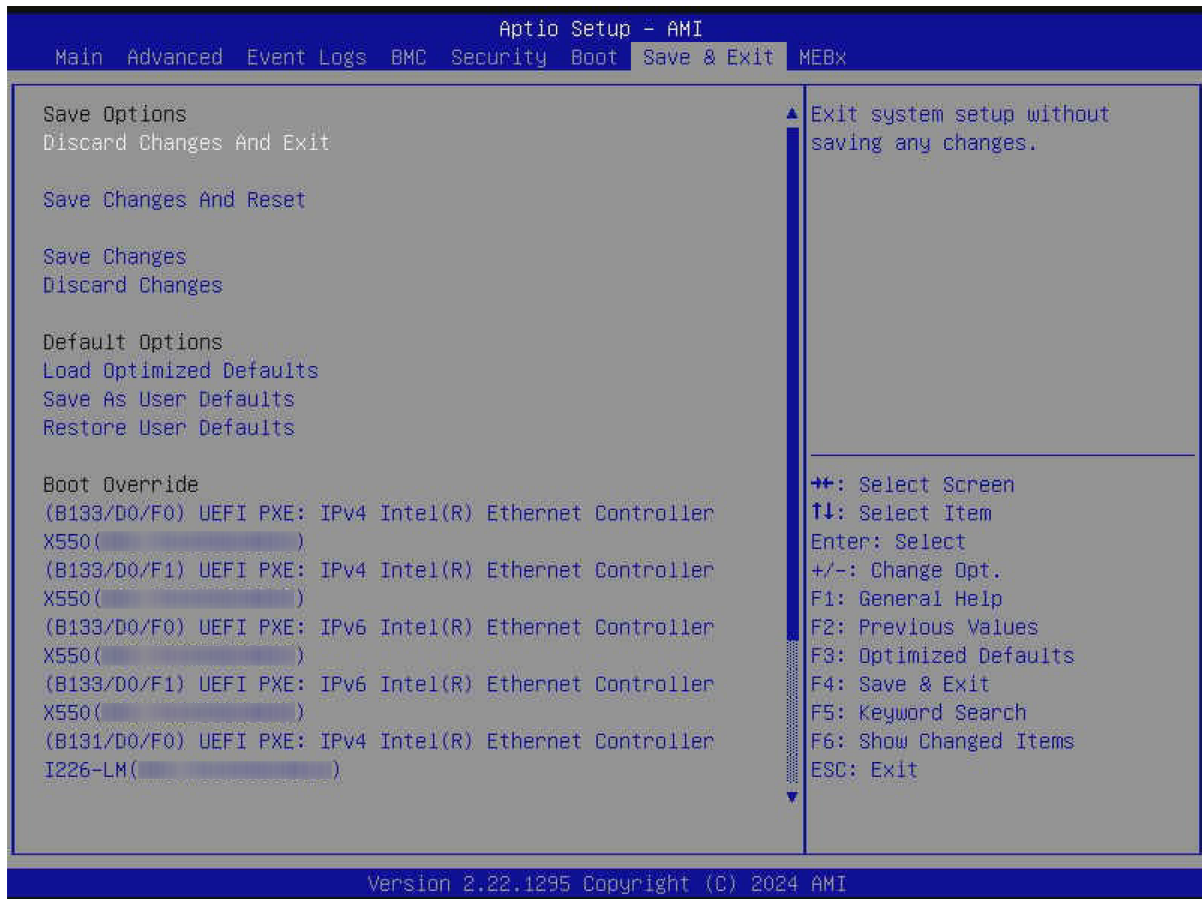 Aptio Setup – AMI
Main Advanced Event Logs BMC Security Boot Save & Exit MEBx
Save Options
Discard Changes And Exit
Save Changes And Reset
Save Changes
Discard Changes
Default Options
Load Optimized Defaults
Save As User Defaults
Restore User Defaults
Boot Override
(B133/D0/F0) UEFI PXE: IPv4 Intel(R) Ethernet Controller
X550( )
(B133/D0/F1) UEFI PXE: IPv4 Intel(R) Ethernet Controller
X550( )
(B133/D0/F0) UEFI PXE: IPv6 Intel(R) Ethernet Controller
X550( )
(B133/D0/F1) UEFI PXE: IPv6 Intel(R) Ethernet Controller
X550( )
(B131/D0/F0) UEFI PXE: IPv4 Intel(R) Ethernet Controller
I226-LM( )
Exit system setup without
saving any changes.
→←: Select Screen
↑↓: Select Item
Enter: Select
+/-: Change Opt.
F1: General Help
F2: Previous Values
F3: Optimized Defaults
F4: Save & Exit
F5: Keyword Search
F6: Show Changed Items
ESC: Exit
Version 2.22.1295 Copyright (C) 2024 AMI